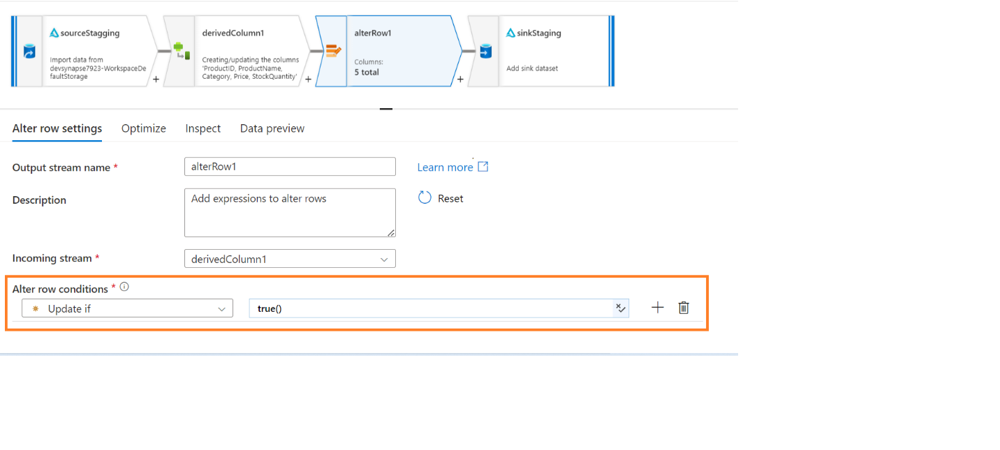 sourceStagging
Import data from
devsynapse7923-WorkspaceDe
faultStorage
+
derivedColumn1
Creating/updating the columns
'ProductID, ProductName,
Category, Price, StockQuantity'
+
alterRow1
Columns:
5 total
+
sinkStaging
Add sink dataset
Alter row settings Optimize Inspect Data preview
Output stream name * alterRow1 Learn more
Description Add expressions to alter rows Reset
Incoming stream * derivedColumn1
Alter row conditions *
Update if true()